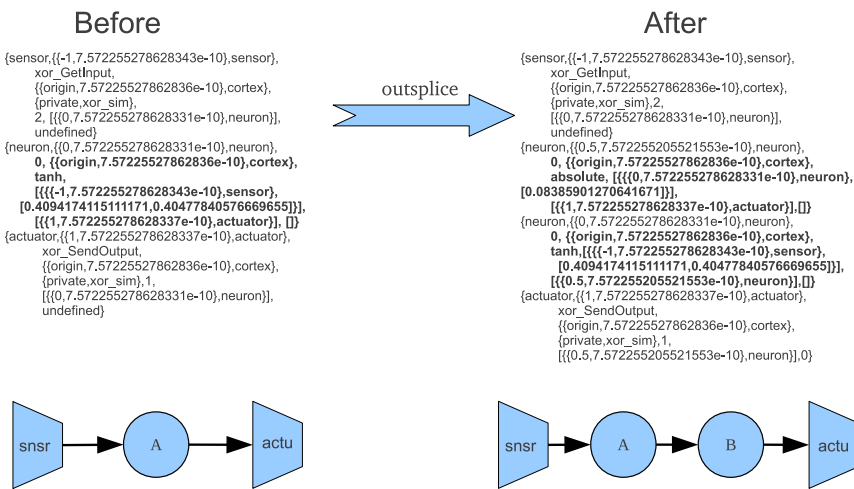 Before
{sensor,{{-1,7.572255278628343e-10},sensor},
xor_GetInput,
{{origin,7.57225527862836e-10},cortex},
{private,xor_sim},
2, [{{0,7.572255278628331e-10},neuron}],
undefined}
{neuron,{{0,7.572255278628331e-10},neuron},
0, {{origin,7.57225527862836e-10},cortex},
tanh,
[{{{-1,7.572255278628343e-10},sensor},
[0.4094174115111171,0.40477840576669655]}],
[{{1,7.57225527862837e-10},actuator}], []}
{actuator,{{1,7.57225527862837e-10},actuator},
xor_SendOutput,
{{origin,7.57225527862836e-10},cortex},
{private,xor_sim},1,
[{{0,7.572255278628331e-10},neuron}],
undefined}
outsplice
After
{sensor,{{-1,7.572255278628343e-10},sensor},
xor_GetInput,
{{origin,7.57225527862836e-10},cortex},
{private,xor_sim},2,
[{{0,7.572255278628331e-10},neuron}],
undefined}
{neuron,{{0.5,7.572255205521553e-10},neuron},
0, {{origin,7.57225527862836e-10},cortex},
absolute, [{{{0,7.572255278628331e-10},neuron},
[0.08385901270641671]}],
[{{1,7.57225527862837e-10},actuator}],[]}
{neuron,{{0,7.572255278628331e-10},neuron},
0, {{origin,7.57225527862836e-10},cortex},
tanh,[{{{-1,7.572255278628343e-10},sensor},
[0.4094174115111171,0.40477840576669655]}],
[{{0.5,7.572255205521553e-10},neuron}],[]}
{actuator,{{1,7.57225527862837e-10},actuator},
xor_SendOutput,
{{origin,7.57225527862836e-10},cortex},
{private,xor_sim},1,
[{{0.5,7.572255205521553e-10},neuron}],0}
snsr A actu
snsr A B actu